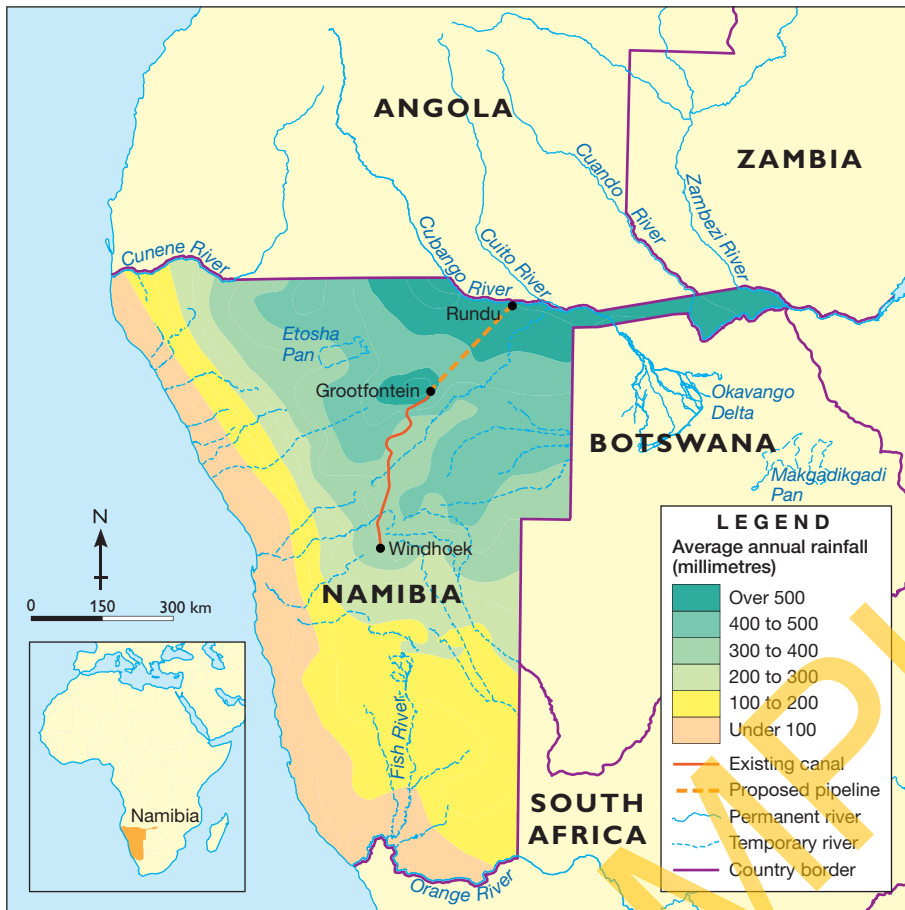 ANGOLA
ZAMBIA
Cuando River
Zambezi River
Cunene River
Cubango River
Cuito River
Rundu
Etosha
Pan
Grootfontein
Okavango
Delta
BOTSWANA
Makgadikgadi
Pan
N
Windhoek
NAMIBIA
0 150 300 km
Fish River
SOUTH
AFRICA
Orange River
Namibia
LEGEND
Average annual rainfall
(millimetres)
Over 500
400 to 500
300 to 400
200 to 300
100 to 200
Under 100
Existing canal
Proposed pipeline
Permanent river
Temporary river
Country border